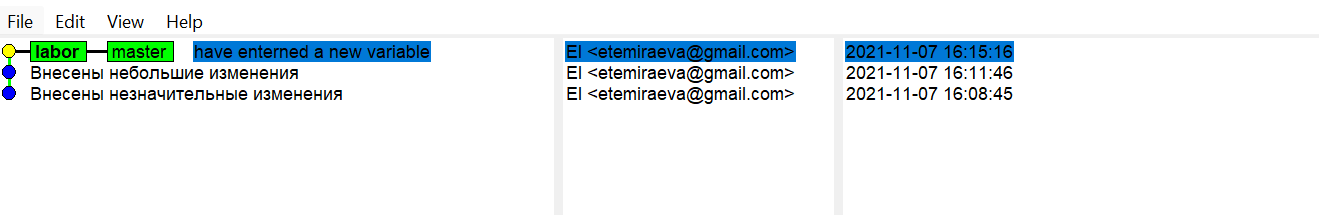 File Edit View Help
labor master have enterned a new variable El <etemiraeva@gmail.com> 2021-11-07 16:15:16
Внесены небольшие изменения El <etemiraeva@gmail.com> 2021-11-07 16:11:46
Внесены незначительные изменения El <etemiraeva@gmail.com> 2021-11-07 16:08:45